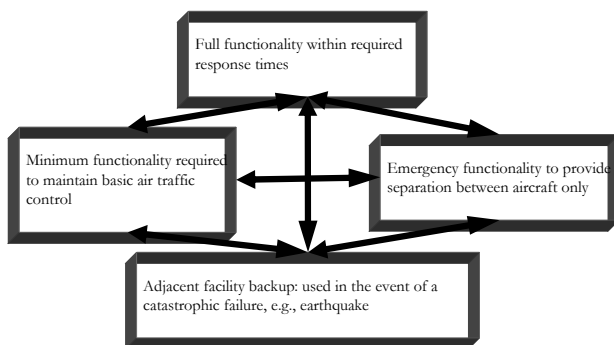 Full functionality within required
response times
Minimum functionality required
to maintain basic air traffic
control
Emergency functionality to provide
separation between aircraft only
Adjacent facility backup: used in the event of a
catastrophic failure, e.g., earthquake